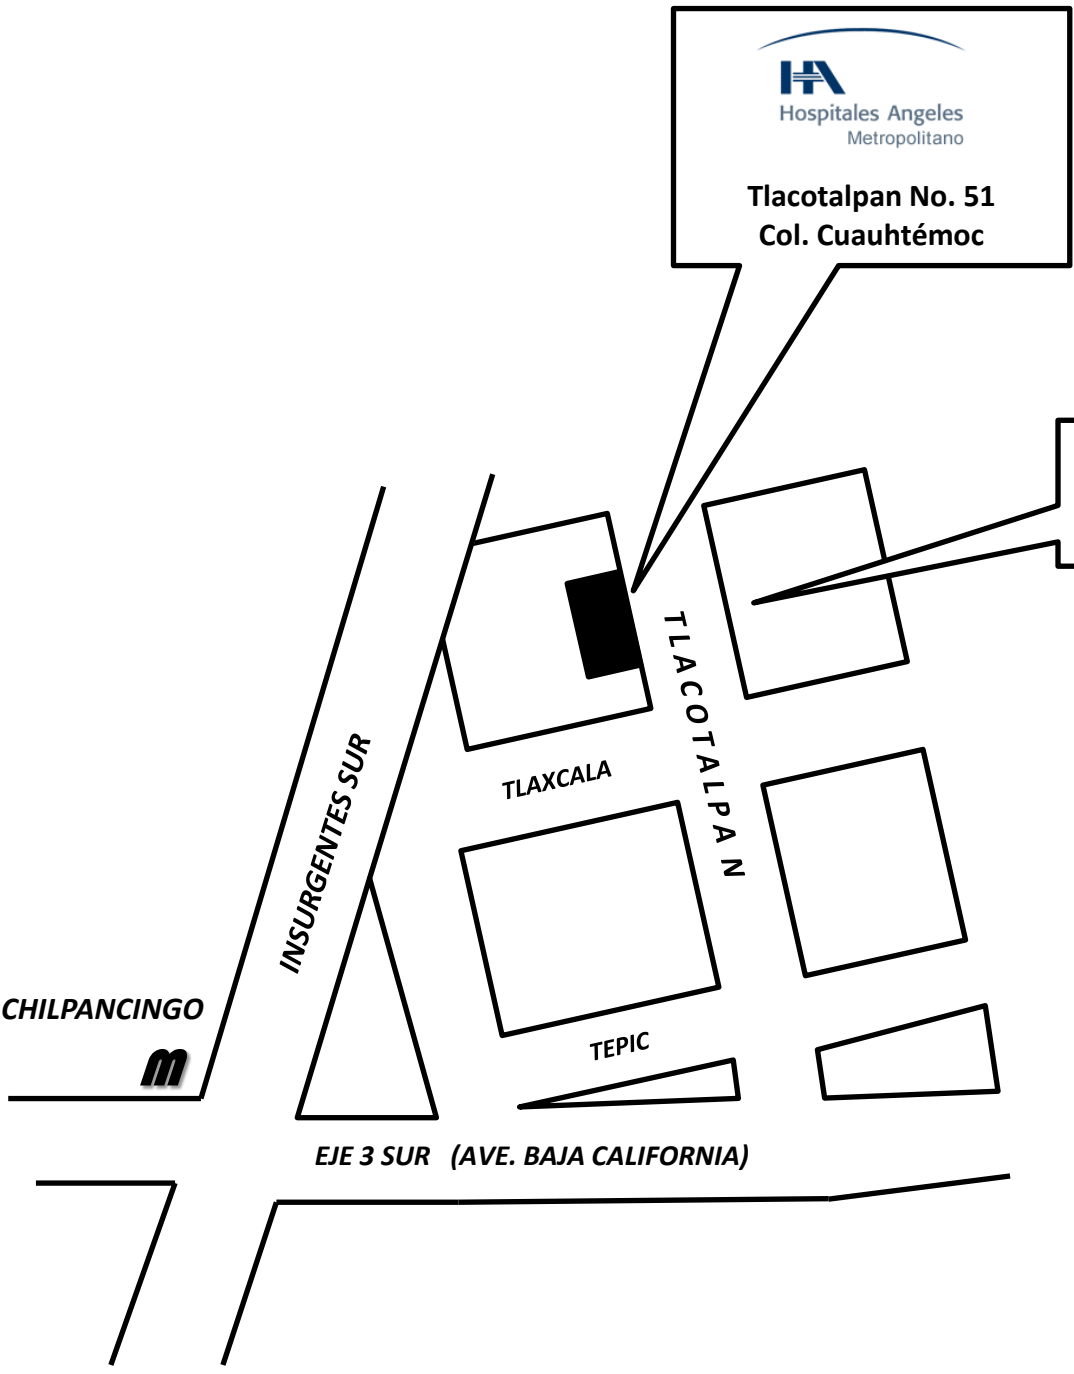 HA
Hospitales Angeles
Metropolitano
Tlacotalpan No. 51
Col. Cuauhtémoc
TLACOTALPAN
INSURGENTES SUR
TLAXCALA
CHILPANCINGO
m
TEPIC
EJE 3 SUR (AVE. BAJA CALIFORNIA)